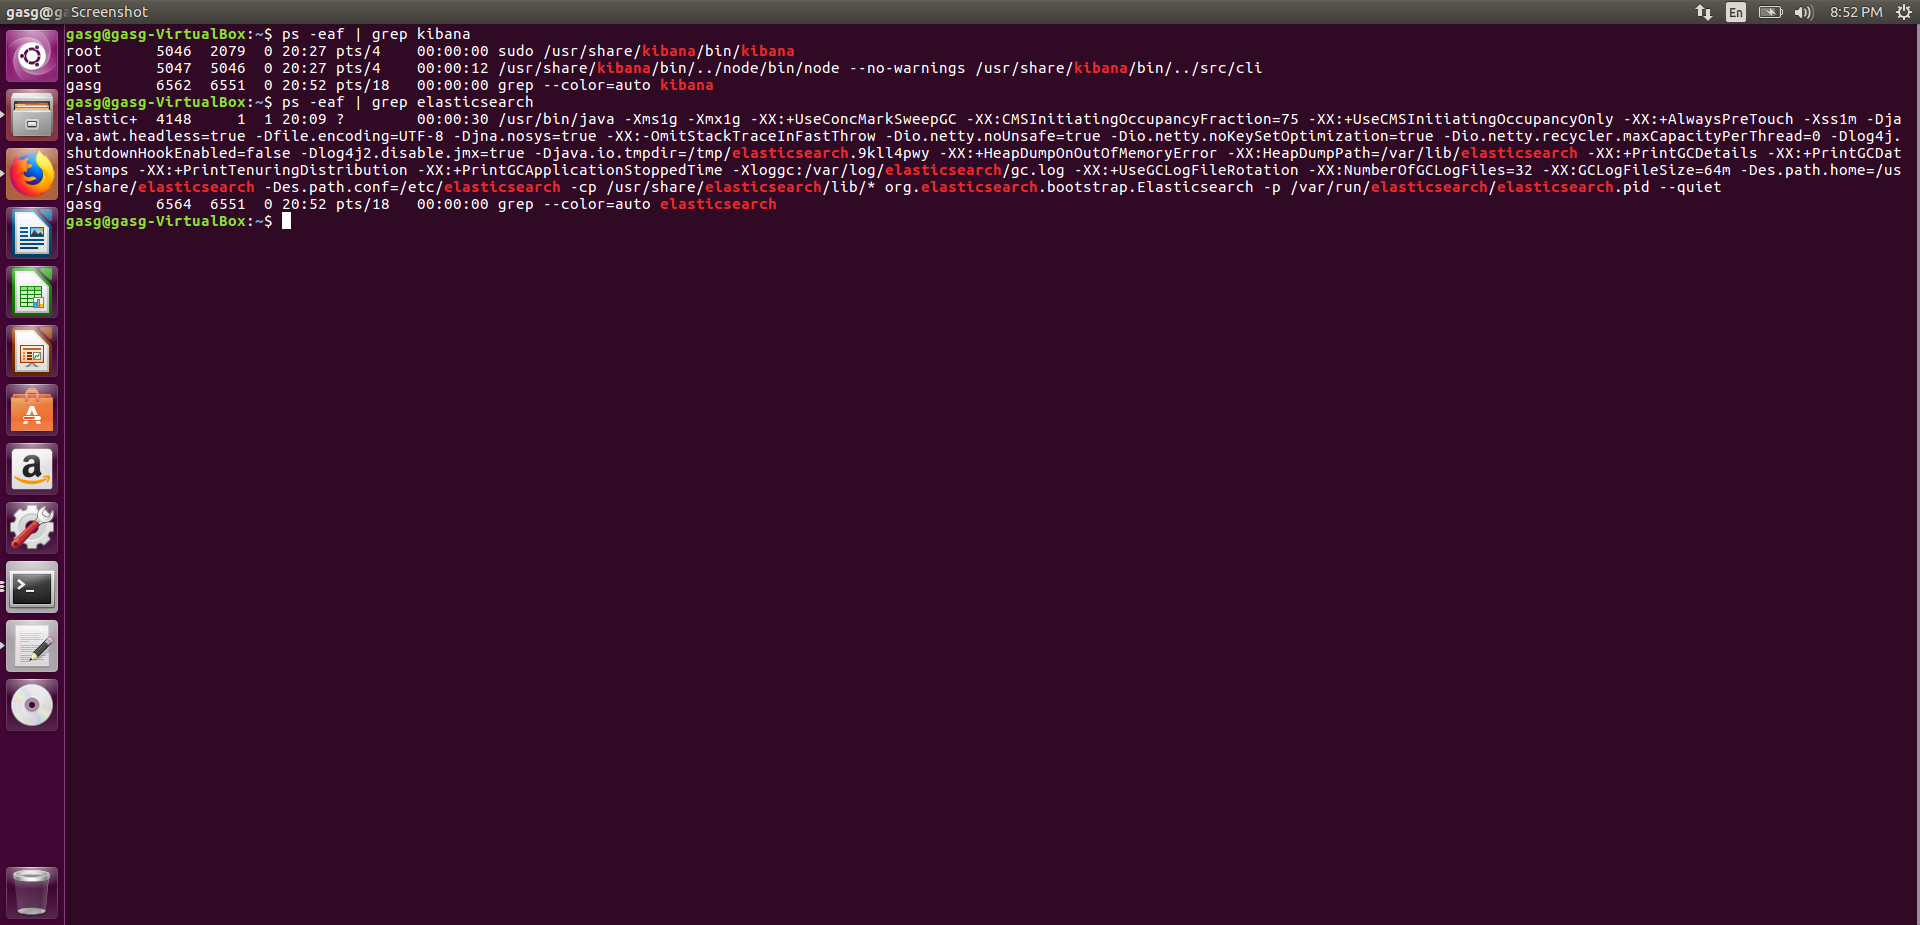 gasg@g Screenshot En 8:52 PM
gasg@gasg-VirtualBox:~$ ps -eaf | grep kibana
root      5046  2079  0 20:27 pts/4    00:00:00 sudo /usr/share/kibana/bin/kibana
root      5047  5046  0 20:27 pts/4    00:00:12 /usr/share/kibana/bin/../node/bin/node --no-warnings /usr/share/kibana/bin/../src/cli
gasg      6562  6551  0 20:52 pts/18   00:00:00 grep --color=auto kibana
gasg@gasg-VirtualBox:~$ ps -eaf | grep elasticsearch
elastic+  4148     1  1 20:09 ?        00:00:30 /usr/bin/java -Xms1g -Xmx1g -XX:+UseConcMarkSweepGC -XX:CMSInitiatingOccupancyFraction=75 -XX:+UseCMSInitiatingOccupancyOnly -XX:+AlwaysPreTouch -Xss1m -Dja
va.awt.headless=true -Dfile.encoding=UTF-8 -Djna.nosys=true -XX:-OmitStackTraceInFastThrow -Dio.netty.noUnsafe=true -Dio.netty.noKeySetOptimization=true -Dio.netty.recycler.maxCapacityPerThread=0 -Dlog4j.
shutdownHookEnabled=false -Dlog4j2.disable.jmx=true -Djava.io.tmpdir=/tmp/elasticsearch.9kll4pwy -XX:+HeapDumpOnOutOfMemoryError -XX:HeapDumpPath=/var/lib/elasticsearch -XX:+PrintGCDetails -XX:+PrintGCDat
eStamps -XX:+PrintTenuringDistribution -XX:+PrintGCApplicationStoppedTime -Xloggc:/var/log/elasticsearch/gc.log -XX:+UseGCLogFileRotation -XX:NumberOfGCLogFiles=32 -XX:GCLogFileSize=64m -Des.path.home=/us
r/share/elasticsearch -Des.path.conf=/etc/elasticsearch -cp /usr/share/elasticsearch/lib/* org.elasticsearch.bootstrap.Elasticsearch -p /var/run/elasticsearch/elasticsearch.pid --quiet
gasg      6564  6551  0 20:52 pts/18   00:00:00 grep --color=auto elasticsearch
gasg@gasg-VirtualBox:~$